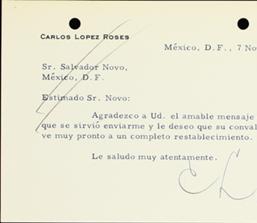 CARLOS LOPEZ ROSES
México, D. F., 7 Nov
Sr. Salvador Novo,
México, D. F.
Estimado Sr. Novo:
Agradezco a Ud. el amable mensaje
que se sirvió enviarme y le deseo que su conval
ve muy pronto a un completo restablecimiento.
Le saludo muy atentamente.